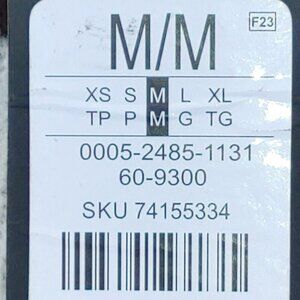 M/M
F23
XS S M L XL
TP P M G TG
0005-2485-1131
60-9300
SKU 74155334